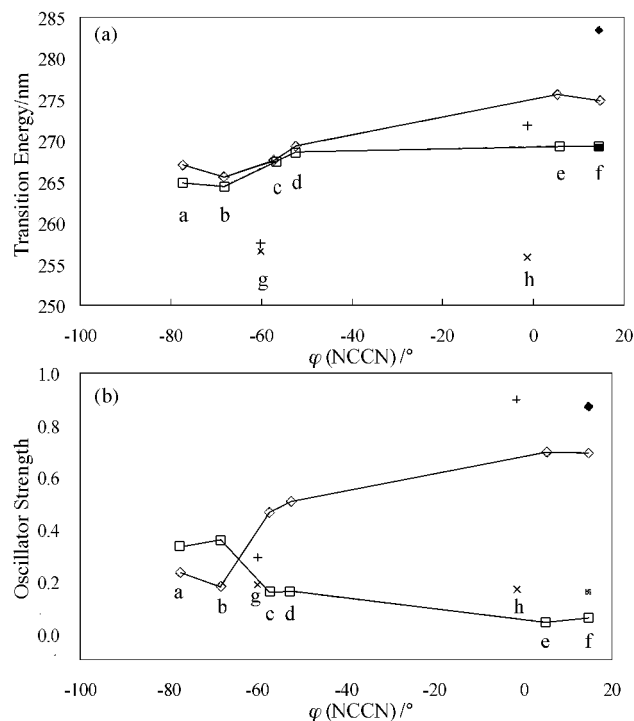 (a)
285
280
275
270
265
260
255
250
Transition Energy/nm
a
b
c
d
e
f
g
h
-100
-80
-60
-40
-20
0
20
φ (NCCN) /°
(b)
1.0
0.8
0.6
0.4
0.2
0.0
Oscillator Strength
a
b
g
c
d
h
e
f
-100
-80
-60
-40
-20
0
20
φ (NCCN) /°